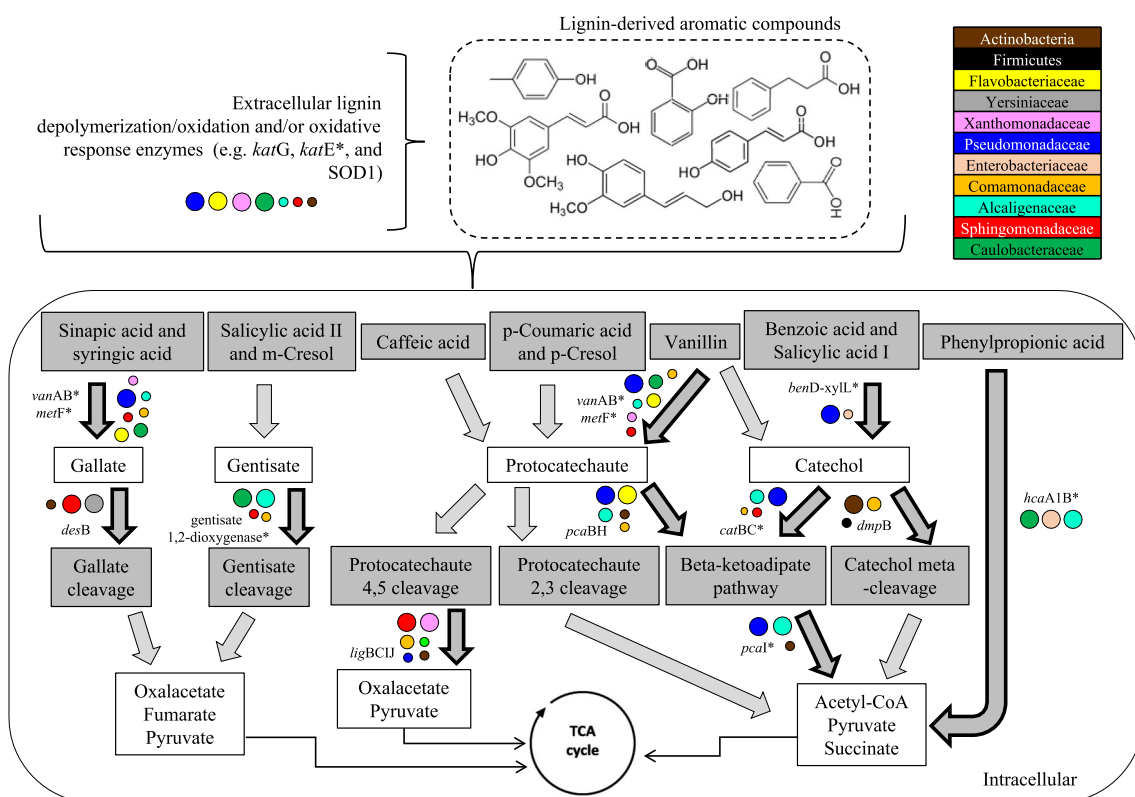 Lignin-derived aromatic compounds
Extracellular lignin
depolymerization/oxidation and/or oxidative
response enzymes (e.g. katG, katE*, and
SOD1)
OH
O
OH
OH
O
OH
H₃CO
O
OH
HO
OCH₃
O
OH
HO
HO
H₃CO
OH
O
OH
Actinobacteria
Firmicutes
Flavobacteriaceae
Yersiniaceae
Xanthomonadaceae
Pseudomonadaceae
Enterobacteriaceae
Comamonadaceae
Alcaligenaceae
Sphingomonadaceae
Caulobacteraceae
Sinapic acid and
syringic acid
Salicylic acid II
and m-Cresol
Caffeic acid
p-Coumaric acid
and p-Cresol
Vanillin
Benzoic acid and
Salicylic acid I
Phenylpropionic acid
vanAB*
metF*
vanAB*
metF*
benD-xylL*
Gallate
Gentisate
Protocatechaute
Catechol
desB
gentisate
1,2-dioxygenase*
pcaBH
catBC*
dmpB
hcaA1B*
Gallate
cleavage
Gentisate
cleavage
Protocatechaute
4,5 cleavage
Protocatechaute
2,3 cleavage
Beta-ketoadipate
pathway
Catechol meta
-cleavage
ligBCIJ
pcaI*
Oxalacetate
Fumarate
Pyruvate
Oxalacetate
Pyruvate
TCA
cycle
Acetyl-CoA
Pyruvate
Succinate
Intracellular